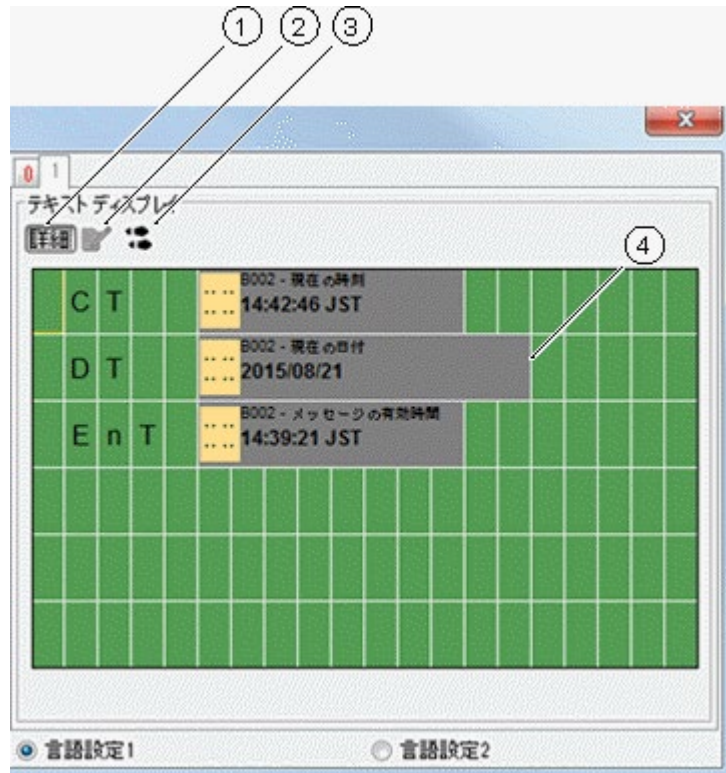 1 2 3
0 1
テキスト ディスプレイ
詳細
4
C T
B002 - 現在の時刻
14:42:46 JST
D T
B002 - 現在の日付
2015/08/21
E n T
B002 - メッセージの有効時間
14:39:21 JST
言語設定1 言語設定2